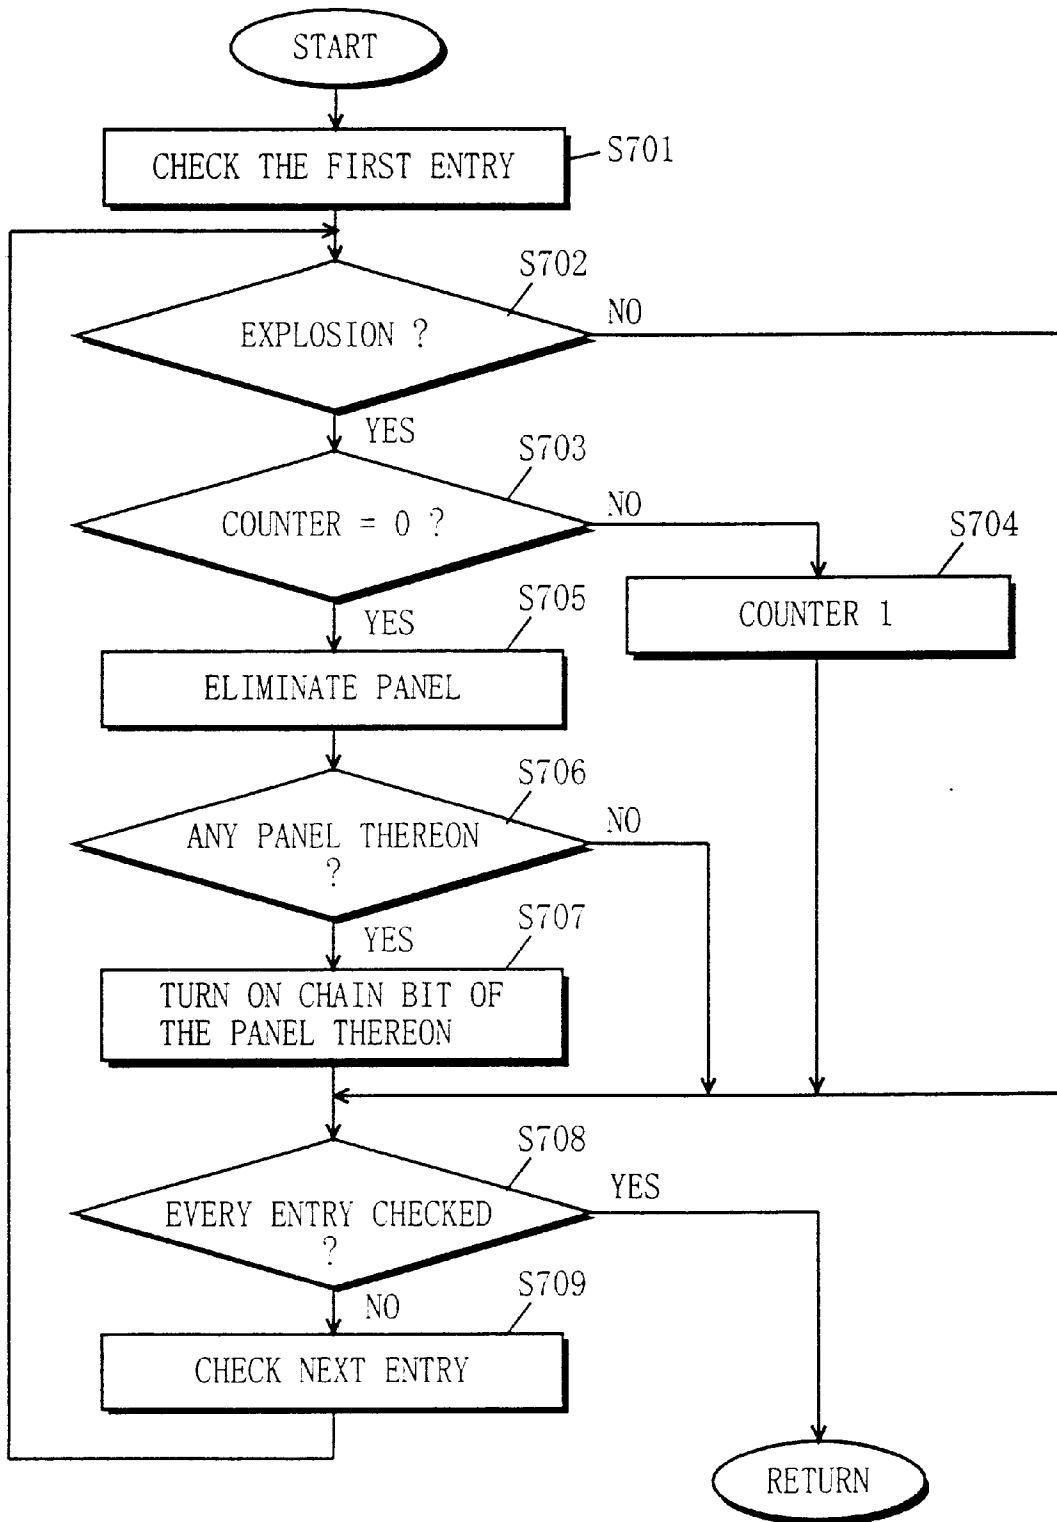 START
CHECK THE FIRST ENTRY
S701
S702
EXPLOSION ?
NO
YES
S703
COUNTER = 0 ?
NO
S704
COUNTER 1
YES
S705
ELIMINATE PANEL
S706
ANY PANEL THEREON
?
NO
YES
S707
TURN ON CHAIN BIT OF
THE PANEL THEREON
S708
EVERY ENTRY CHECKED
?
YES
NO
S709
CHECK NEXT ENTRY
RETURN